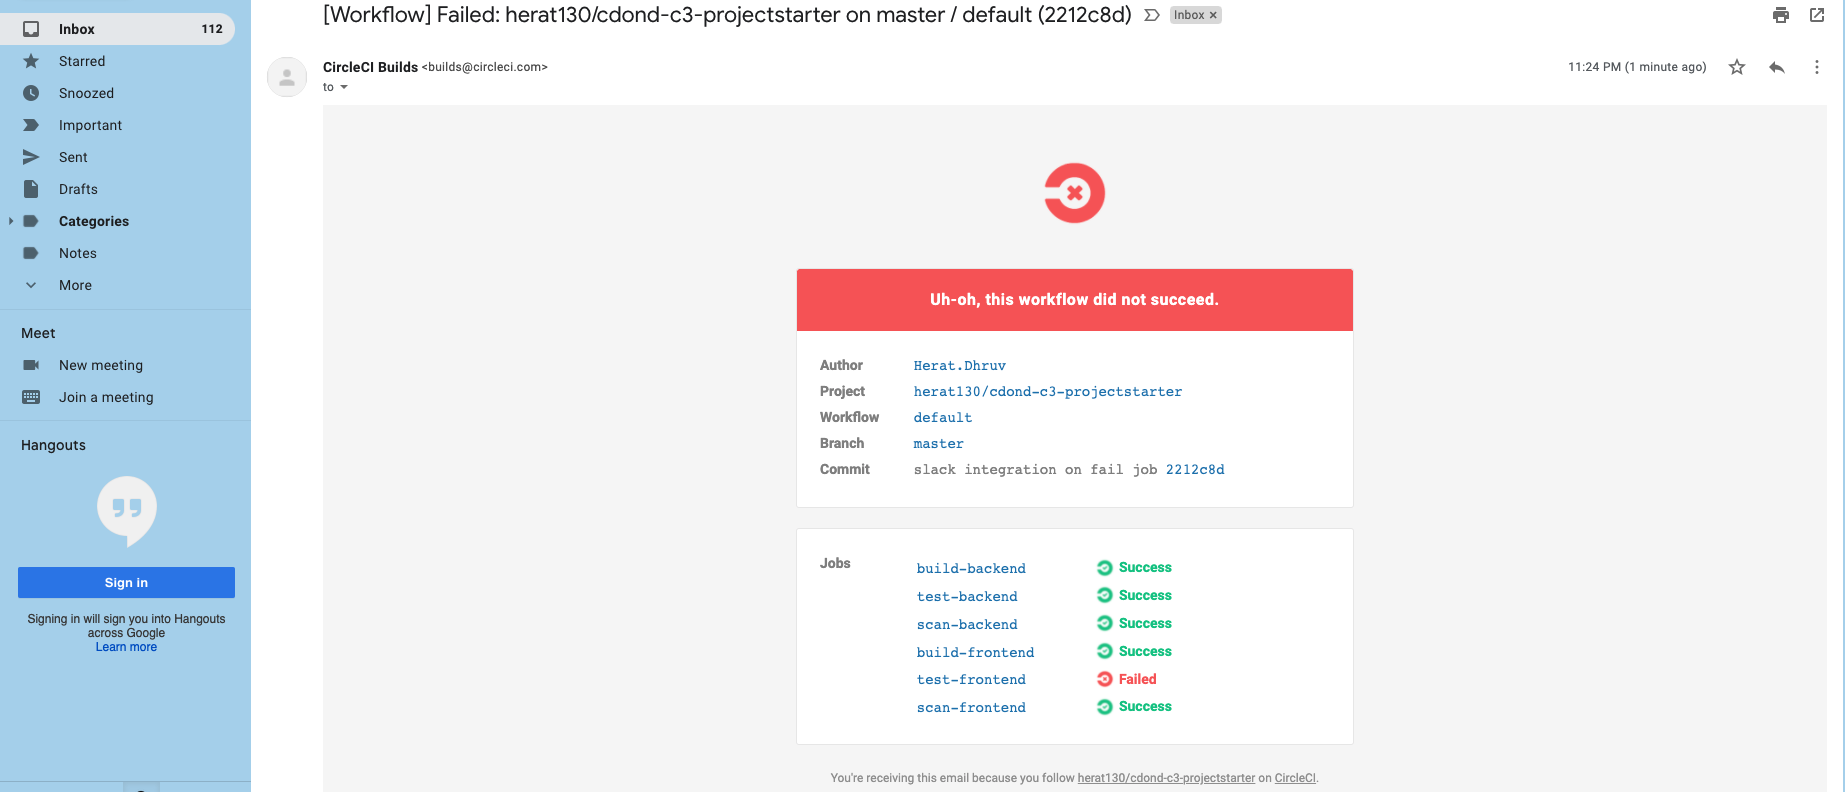 [Workflow] Failed: herat130/cdond-c3-projectstarter on master / default (2212c8d) Inbox ×
Inbox 112
Starred
Snoozed
Important
Sent
Drafts
Categories
Notes
More
Meet
New meeting
Join a meeting
Hangouts
Sign in
Signing in will sign you into Hangouts
across Google
Learn more
CircleCI Builds <builds@circleci.com>
11:24 PM (1 minute ago)
to
Uh-oh, this workflow did not succeed.
Author Herat.Dhruv
Project herat130/cdond-c3-projectstarter
Workflow default
Branch master
Commit slack integration on fail job 2212c8d
Jobs
build-backend Success
test-backend Success
scan-backend Success
build-frontend Success
test-frontend Failed
scan-frontend Success
You're receiving this email because you follow herat130/cdond-c3-projectstarter on CircleCI.